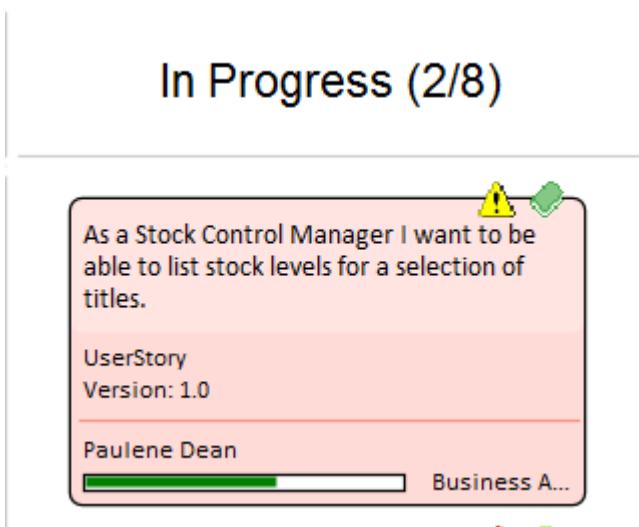 In Progress (2/8)
As a Stock Control Manager I want to be
able to list stock levels for a selection of
titles.
UserStory
Version: 1.0
Paulene Dean
Business A...